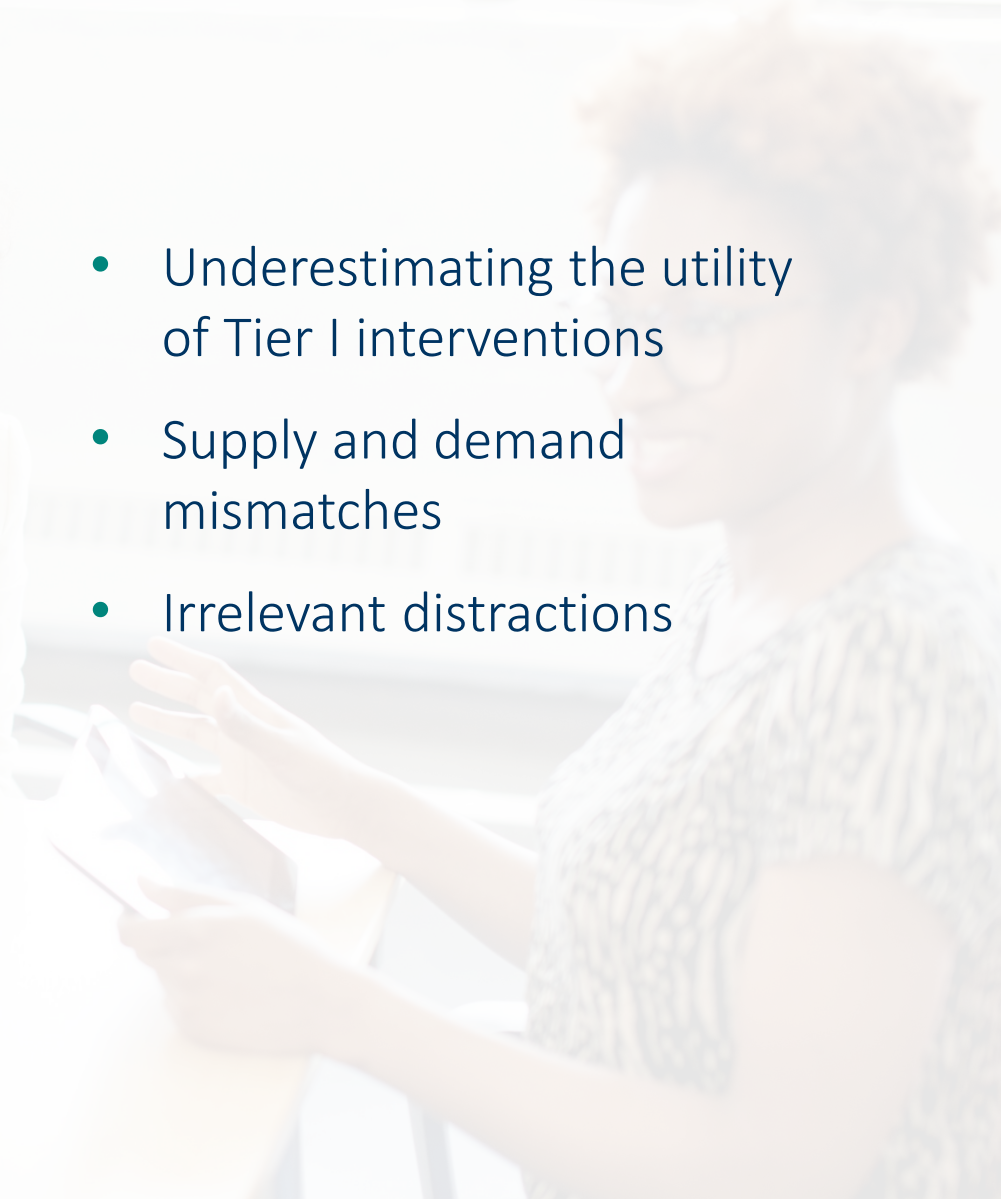 • Underestimating the utility
of Tier I interventions
• Supply and demand
mismatches
• Irrelevant distractions